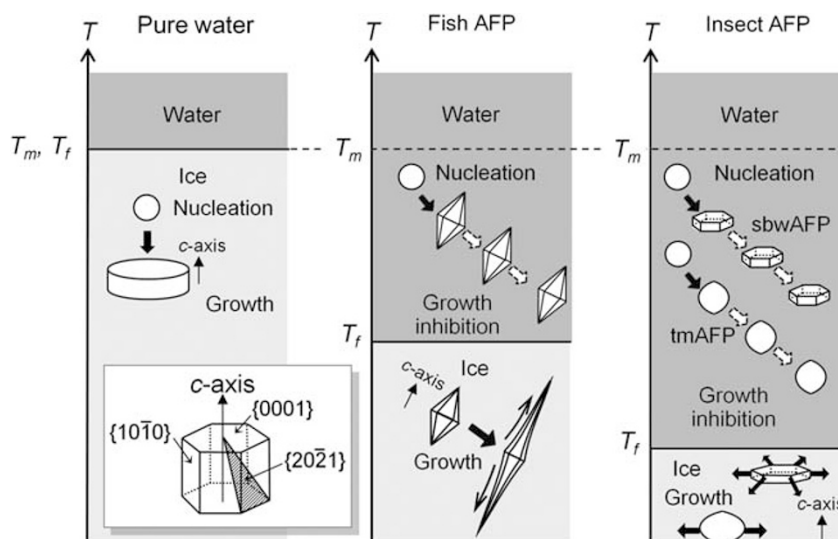 T Pure water
Water
Tm, Tf
Ice
Nucleation
c-axis
Growth
c-axis
{0001}
{101̄0}
{202̄1}
T Fish AFP
Water
Tm
Nucleation
Growth
inhibition
Tf
c-axis
Ice
Growth
T Insect AFP
Water
Tm
Nucleation
sbwAFP
tmAFP
Growth
inhibition
Tf
Ice
Growth
c-axis